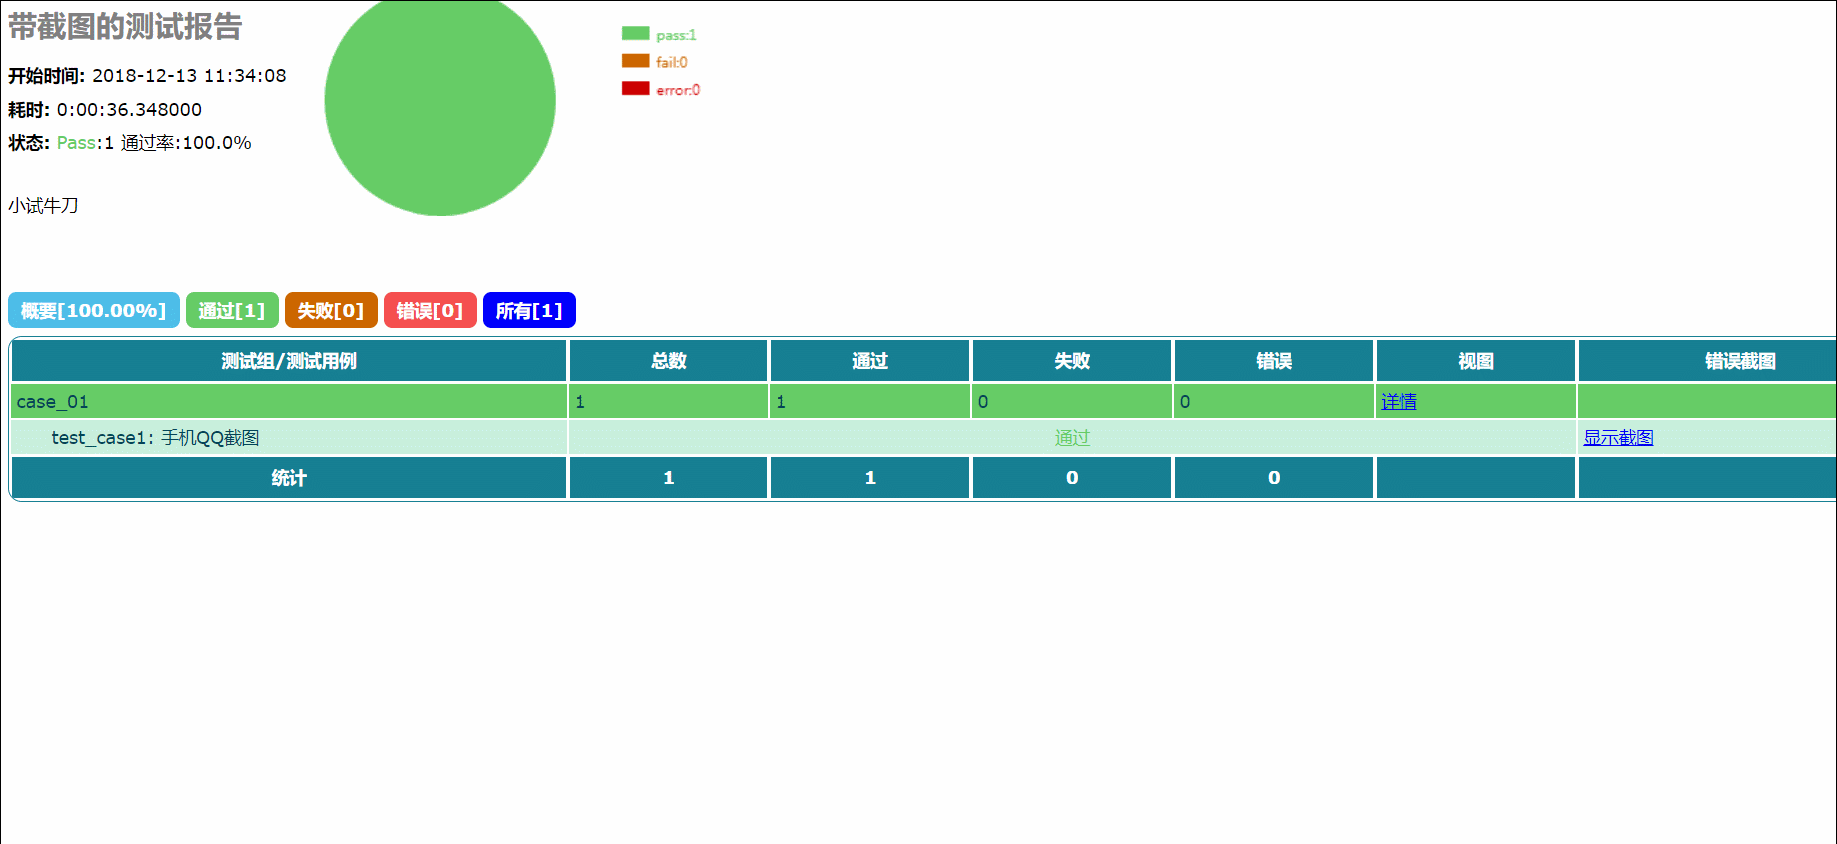 带截图的测试报告
开始时间: 2018-12-13 11:34:08
耗时: 0:00:36.348000
状态: Pass:1 通过率:100.0%
小试牛刀
pass:1
fail:0
error:0
概要[100.00%] 通过[1] 失败[0] 错误[0] 所有[1]
测试组/测试用例 总数 通过 失败 错误 视图 错误截图
case_01 1 1 0 0 详情
test_case1: 手机QQ截图 通过 显示截图
统计 1 1 0 0